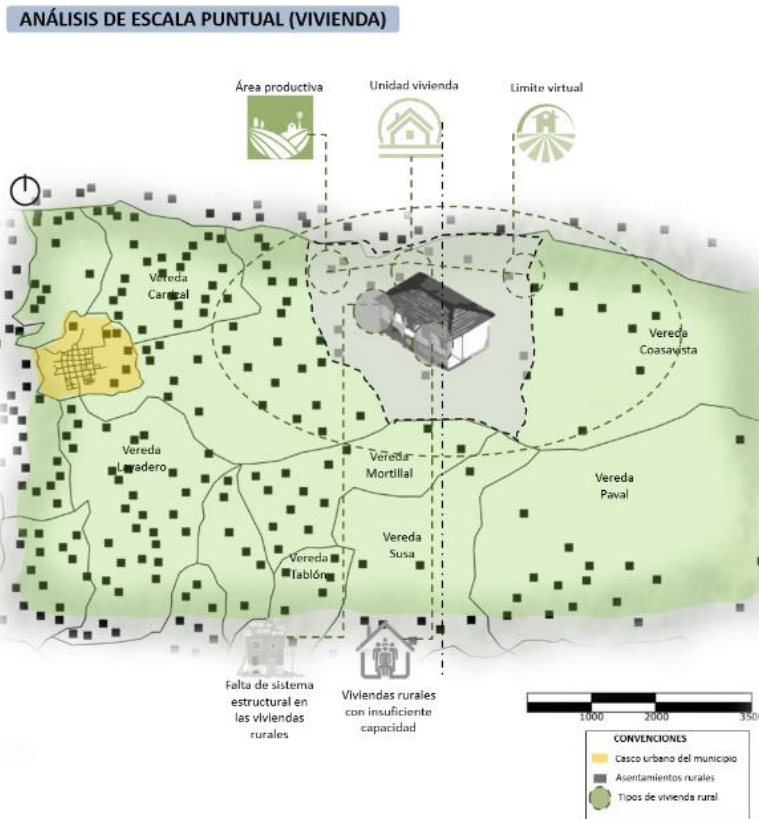 ANÁLISIS DE ESCALA PUNTUAL (VIVIENDA)
Área productiva
Unidad vivienda
Limite virtual
Vereda
Carrizal
Vereda
Coasavista
Vereda
Lavadero
Vereda
Mortillal
Vereda
Paval
Vereda
Susa
Vereda
Tablón
Falta de sistema
estructural en
las viviendas
rurales
Viviendas rurales
con insuficiente
capacidad
1000
2000
350
CONVENCIONES
Casco urbano del municipio
Asentamientos rurales
Tipos de vivienda rural